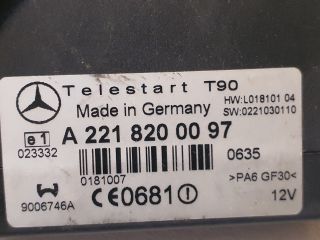 Telestart T90
Made in Germany
HW:L018101 04
SW:0221030110
e1
A 221 820 00 97
023332
0635
0181007
>PA6 GF30<
9006746A
CE0681!
12V